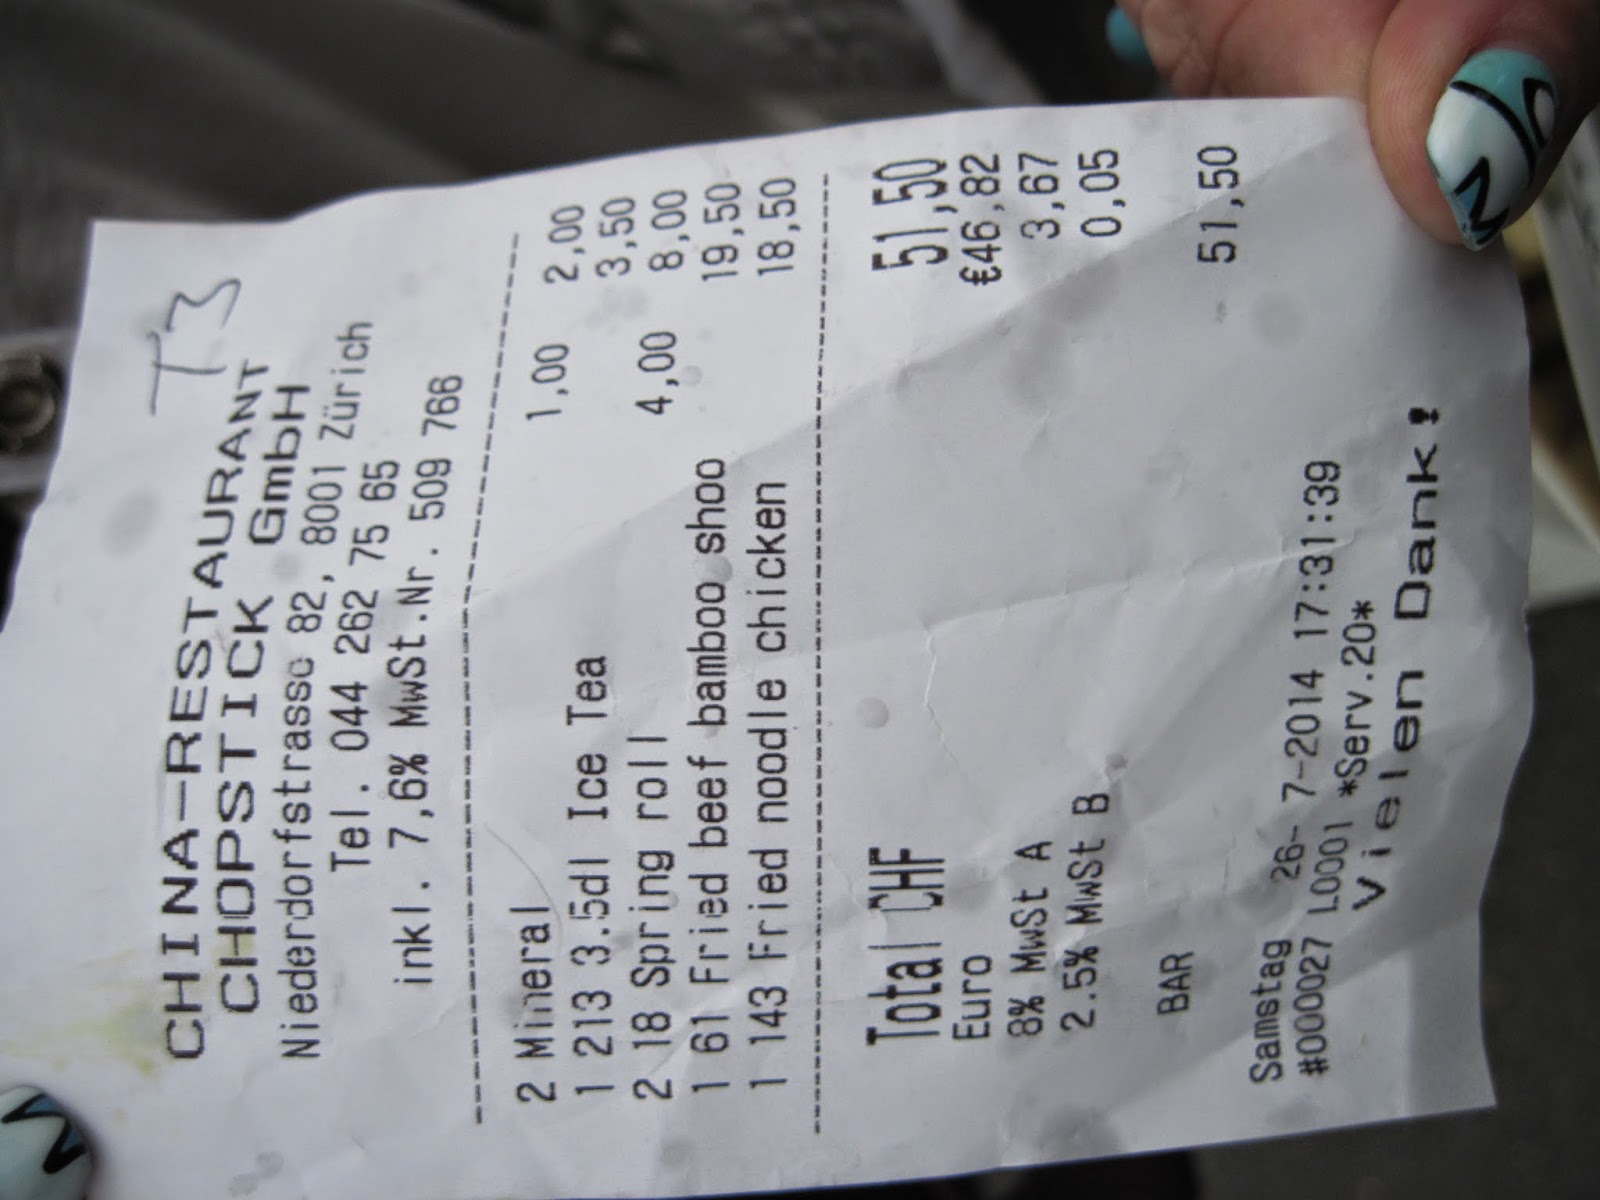 T3
CHINA-RESTAURANT
CHOPSTICK GmbH
Niederdorfstrasse 82, 8001 Zürich
Tel. 044 262 75 65
inkl. 7,6% MwSt.Nr. 509 766
2 Mineral 1,00 2,00
1 213 3.5dl Ice Tea 3,50
2 18 Spring roll 4,00 8,00
1 61 Fried beef bamboo shoo 19,50
1 143 Fried noodle chicken 18,50
Total CHF 51,50
Euro €46,82
8% MwSt A 3,67
2.5% MwSt B 0,05
BAR 51,50
Samstag 26- 7-2014 17:31:39
#000027 L0001 *Serv.20*
Vielen Dank!